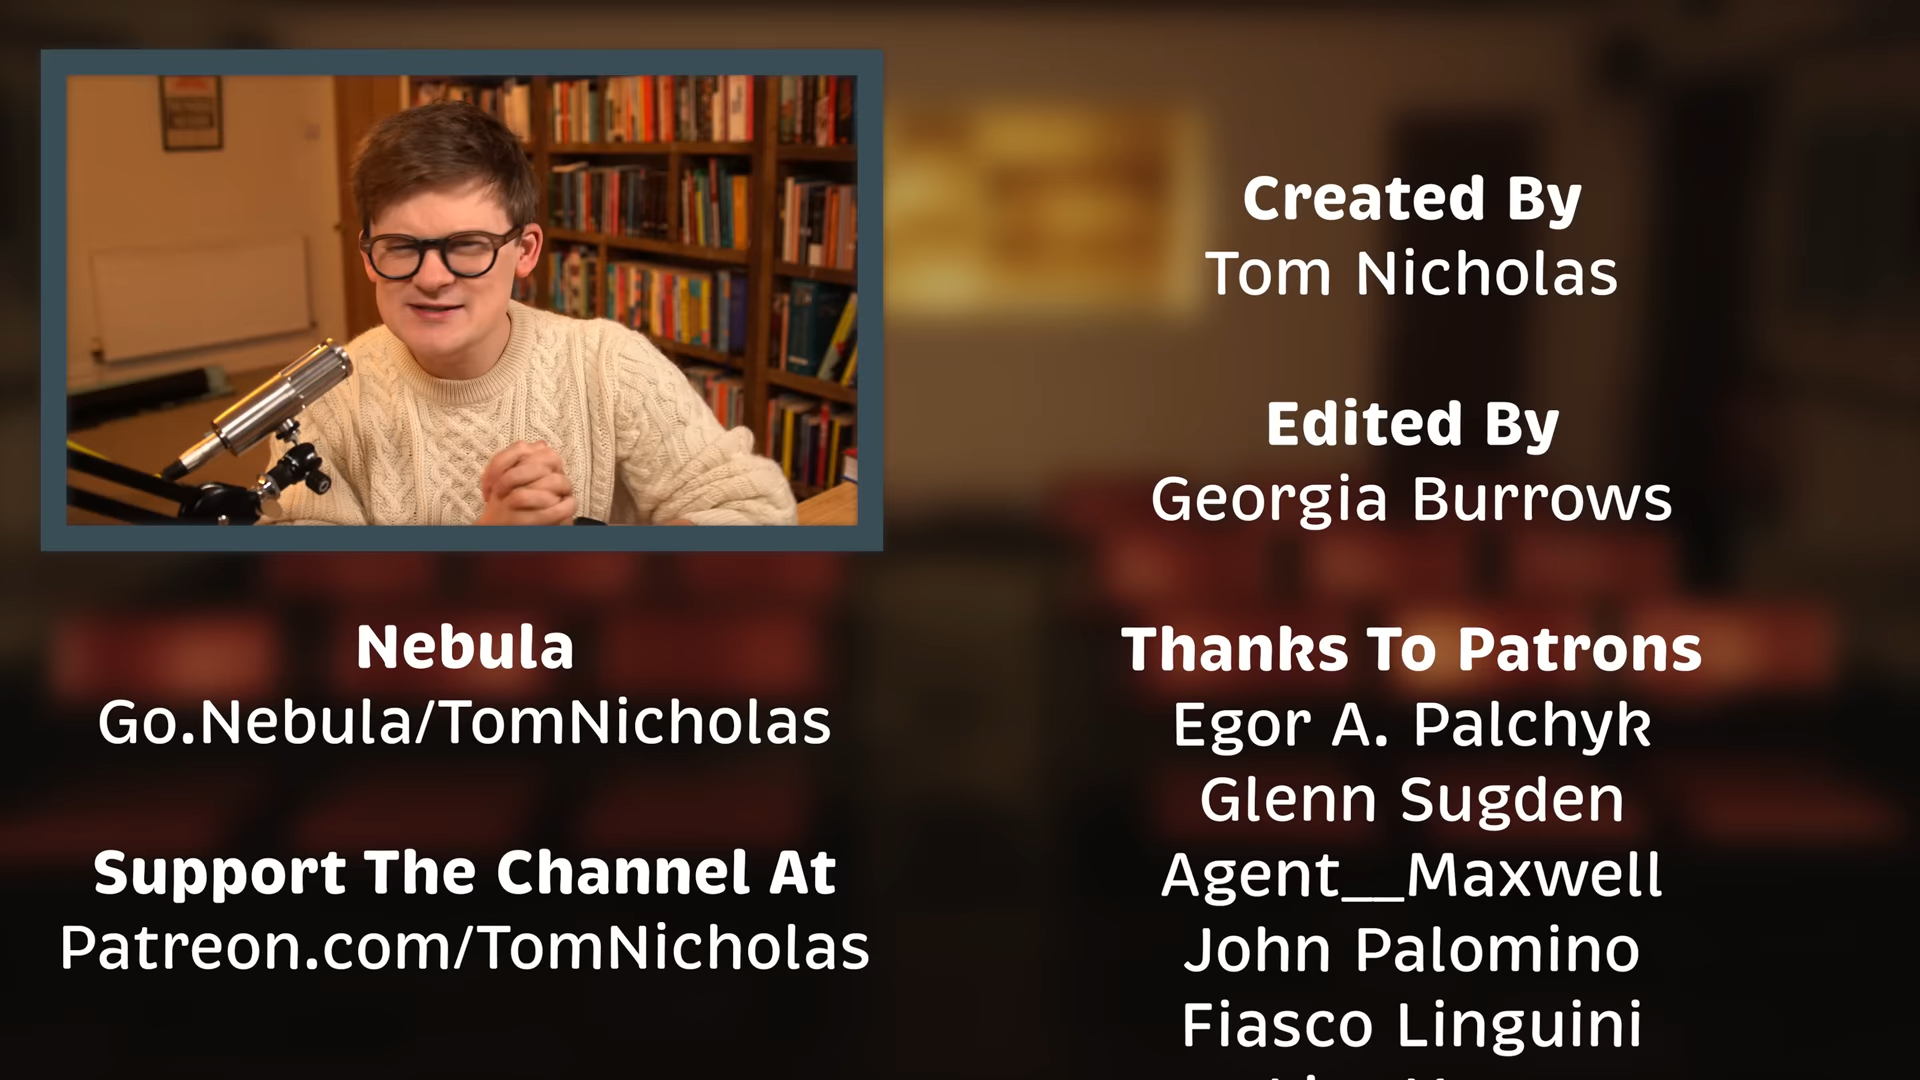 Created By
Tom Nicholas
Edited By
Georgia Burrows
Nebula
Go.Nebula/TomNicholas
Support The Channel At
Patreon.com/TomNicholas
Thanks To Patrons
Egor A. Palchyk
Glenn Sugden
Agent__Maxwell
John Palomino
Fiasco Linguini